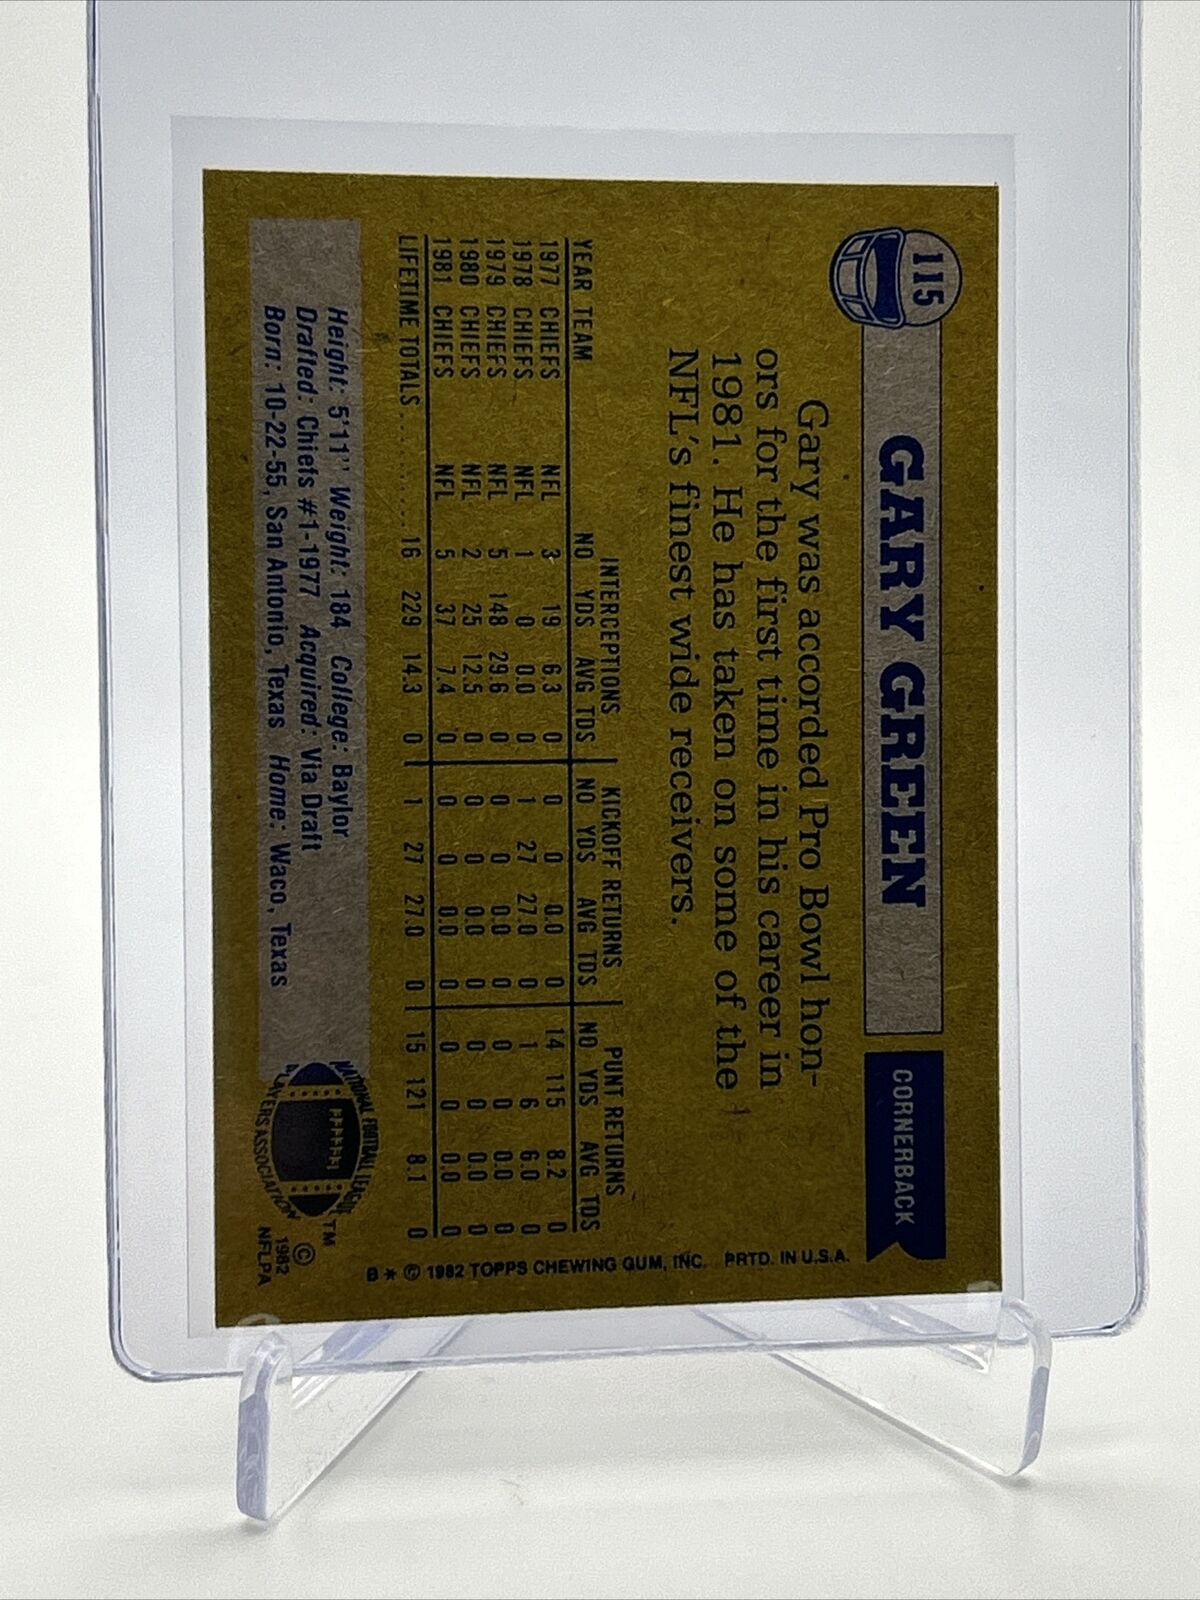 115
GARY GREEN
CORNERBACK
Gary was accorded Pro Bowl hon-
ors for the first time in his career in
1981. He has taken on some of the
NFL's finest wide receivers.
INTERCEPTIONS KICKOFF RETURNS PUNT RETURNS
YEAR TEAM NO YDS AVG TDS NO YDS AVG TDS NO YDS AVG TDS
1977 CHIEFS NFL 3 19 6.3 0 0 0 0.0 0 14 115 8.2 0
1978 CHIEFS NFL 1 0 0.0 0 1 27 27.0 0 1 6 6.0 0
1979 CHIEFS NFL 5 148 29.6 0 0 0 0.0 0 0 0 0.0 0
1980 CHIEFS NFL 2 25 12.5 0 0 0 0.0 0 0 0 0.0 0
1981 CHIEFS NFL 5 37 7.4 0 0 0 0.0 0 0 0 0.0 0
LIFETIME TOTALS 16 229 14.3 0 1 27 27.0 0 15 121 8.1 0
Height: 5'11" Weight: 184 College: Baylor
Drafted: Chiefs #1-1977 Acquired: Via Draft
Born: 10-22-55, San Antonio, Texas Home: Waco, Texas
NATIONAL FOOTBALL LEAGUE
PLAYERS ASSOCIATION
TM
©
1982
NFLPA
B * © 1982 TOPPS CHEWING GUM, INC. PRTD. IN U.S.A.